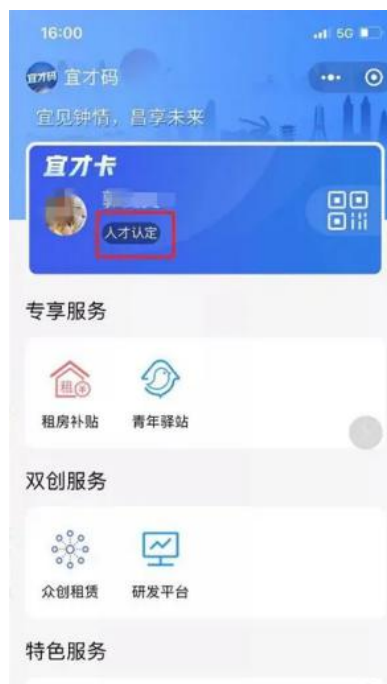 16:00
5G
宜才码
宜才码
宜见钟情，昌享未来
宜才卡
人才认定
专享服务
租
租房补贴
青年驿站
双创服务
众创租赁
研发平台
特色服务